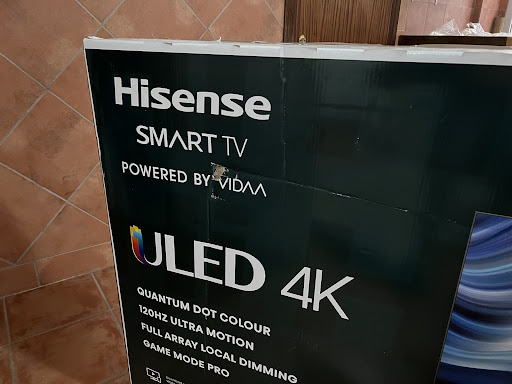 Hisense
SMART TV
POWERED BY VIDAA
ULED 4K
QUANTUM DOT COLOUR
120HZ ULTRA MOTION
FULL ARRAY LOCAL DIMMING
GAME MODE PRO